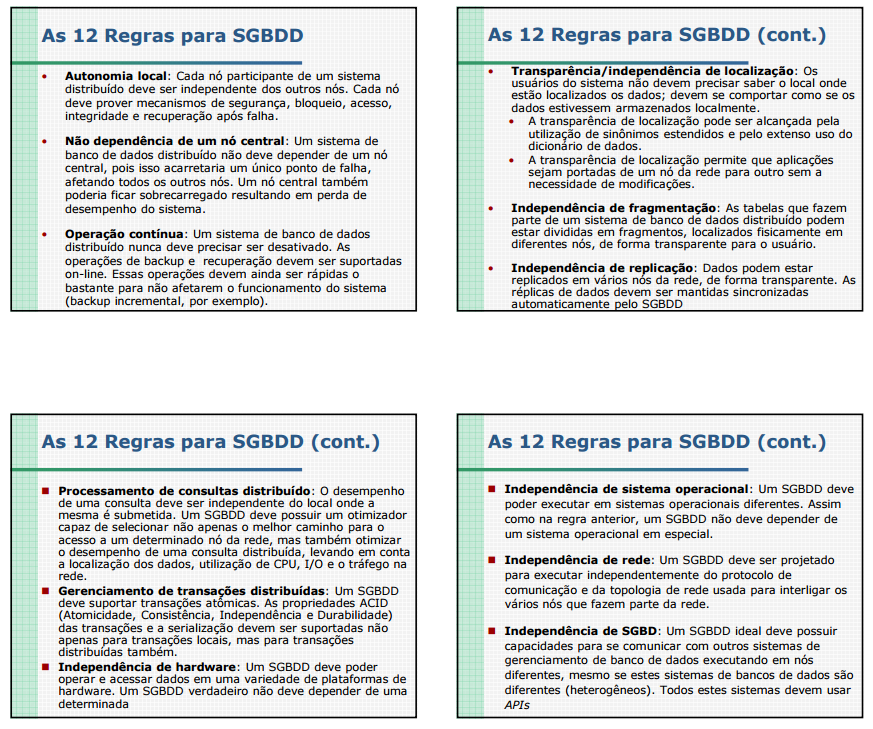 As 12 Regras para SGBDD
• Autonomia local: Cada nó participante de um sistema
distribuído deve ser independente dos outros nós. Cada nó
deve prover mecanismos de segurança, bloqueio, acesso,
integridade e recuperação após falha.
• Não dependência de um nó central: Um sistema de
banco de dados distribuído não deve depender de um nó
central, pois isso acarretaria um único ponto de falha,
afetando todos os outros nós. Um nó central também
poderia ficar sobrecarregado resultando em perda de
desempenho do sistema.
• Operação contínua: Um sistema de banco de dados
distribuído nunca deve precisar ser desativado. As
operações de backup e recuperação devem ser suportadas
on-line. Essas operações devem ainda ser rápidas o
bastante para não afetarem o funcionamento do sistema
(backup incremental, por exemplo).
As 12 Regras para SGBDD (cont.)
• Transparência/independência de localização: Os
usuários do sistema não devem precisar saber o local onde
estão localizados os dados; devem se comportar como se os
dados estivessem armazenados localmente.
• A transparência de localização pode ser alcançada pela
utilização de sinônimos estendidos e pelo extenso uso do
dicionário de dados.
• A transparência de localização permite que aplicações
sejam portadas de um nó da rede para outro sem a
necessidade de modificações.
• Independência de fragmentação: As tabelas que fazem
parte de um sistema de banco de dados distribuído podem
estar divididas em fragmentos, localizados fisicamente em
diferentes nós, de forma transparente para o usuário.
• Independência de replicação: Dados podem estar
replicados em vários nós da rede, de forma transparente. As
réplicas de dados devem ser mantidas sincronizadas
automaticamente pelo SGBDD
As 12 Regras para SGBDD (cont.)
■ Processamento de consultas distribuído: O desempenho
de uma consulta deve ser independente do local onde a
mesma é submetida. Um SGBDD deve possuir um otimizador
capaz de selecionar não apenas o melhor caminho para o
acesso a um determinado nó da rede, mas também otimizar
o desempenho de uma consulta distribuída, levando em conta
a localização dos dados, utilização de CPU, I/O e o tráfego na
rede.
■ Gerenciamento de transações distribuídas: Um SGBD
deve suportar transações atômicas. As propriedades ACID
(Atomicidade, Consistência, Independência e Durabilidade)
das transações e a serialização devem ser suportadas não
apenas para transações locais, mas para transações
distribuídas também.
■ Independência de hardware: Um SGBDD deve poder
operar e acessar dados em uma variedade de plataformas de
hardware. Um SGBDD verdadeiro não deve depender de uma
determinada
As 12 Regras para SGBDD (cont.)
■ Independência de sistema operacional: Um SGBDD deve
poder executar em sistemas operacionais diferentes. Assim
como na regra anterior, um SGBDD não deve depender de
um sistema operacional em especial.
■ Independência de rede: Um SGBDD deve ser projetado
para executar independentemente do protocolo de
comunicação e da topologia de rede usada para interligar os
vários nós que fazem parte da rede.
■ Independência de SGBD: Um SGBDD ideal deve possuir
capacidades para se comunicar com outros sistemas de
gerenciamento de banco de dados executando em nós
diferentes, mesmo se estes sistemas de bancos de dados são
diferentes (heterogêneos). Todos estes sistemas devem usar
APIs